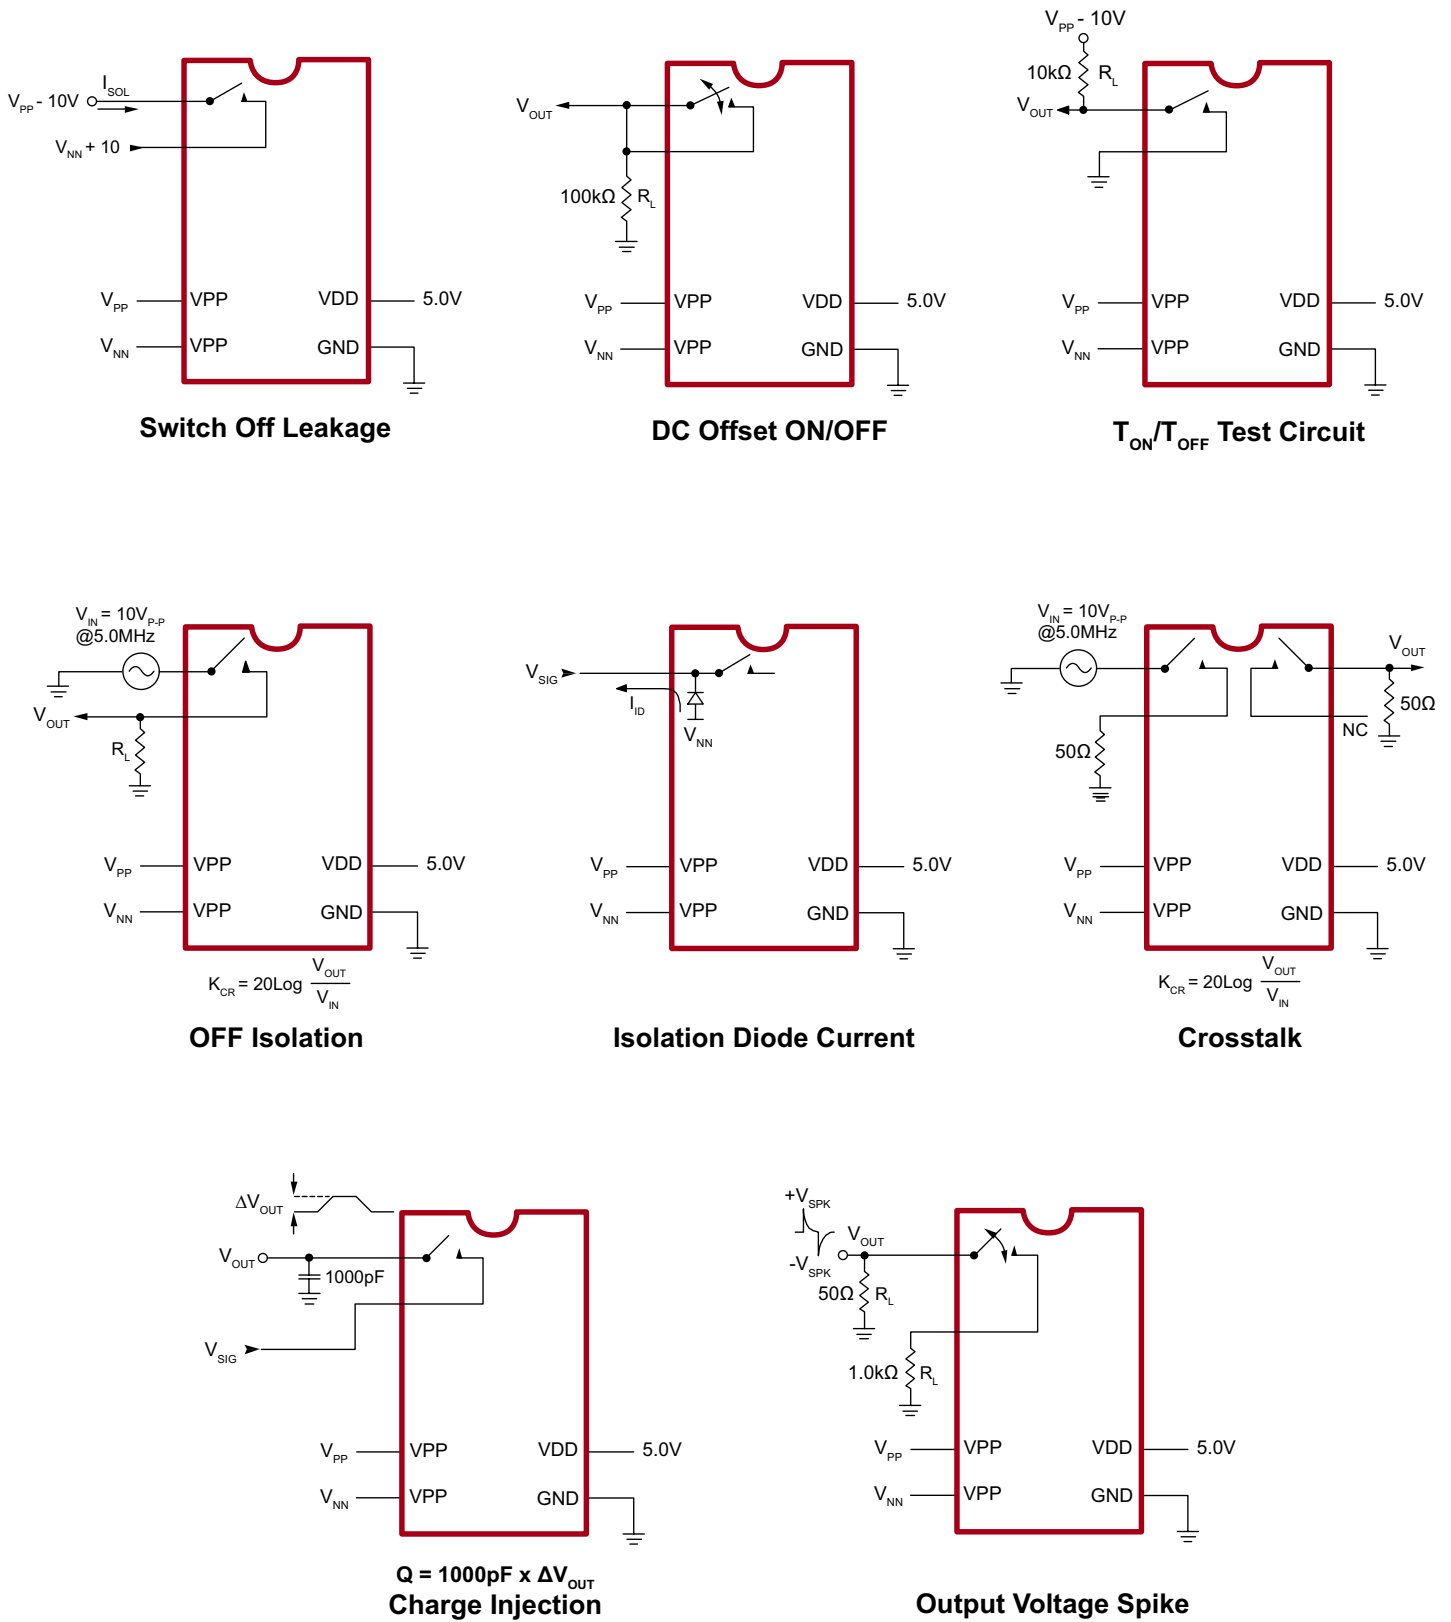 I_SOL
V_PP - 10V
V_NN + 10
V_PP VPP VDD 5.0V
V_NN VPP GND
Switch Off Leakage
V_OUT
100kΩ R_L
V_PP VPP VDD 5.0V
V_NN VPP GND
DC Offset ON/OFF
V_PP - 10V
10kΩ R_L
V_OUT
V_PP VPP VDD 5.0V
V_NN VPP GND
T_ON/T_OFF Test Circuit
V_IN = 10V_P-P
@5.0MHz
V_OUT
R_L
V_PP VPP VDD 5.0V
V_NN VPP GND
K_CR = 20Log V_OUT
V_IN
OFF Isolation
V_SIG
I_ID
V_NN
V_PP VPP VDD 5.0V
V_NN VPP GND
Isolation Diode Current
V_IN = 10V_P-P
@5.0MHz
V_OUT
50Ω
NC
50Ω
V_PP VPP VDD 5.0V
V_NN VPP GND
K_CR = 20Log V_OUT
V_IN
Crosstalk
ΔV_OUT
V_OUT
1000pF
V_SIG
V_PP VPP VDD 5.0V
V_NN VPP GND
Q = 1000pF x ΔV_OUT
Charge Injection
+V_SPK
V_OUT
-V_SPK
50Ω R_L
1.0kΩ R_L
V_PP VPP VDD 5.0V
V_NN VPP GND
Output Voltage Spike